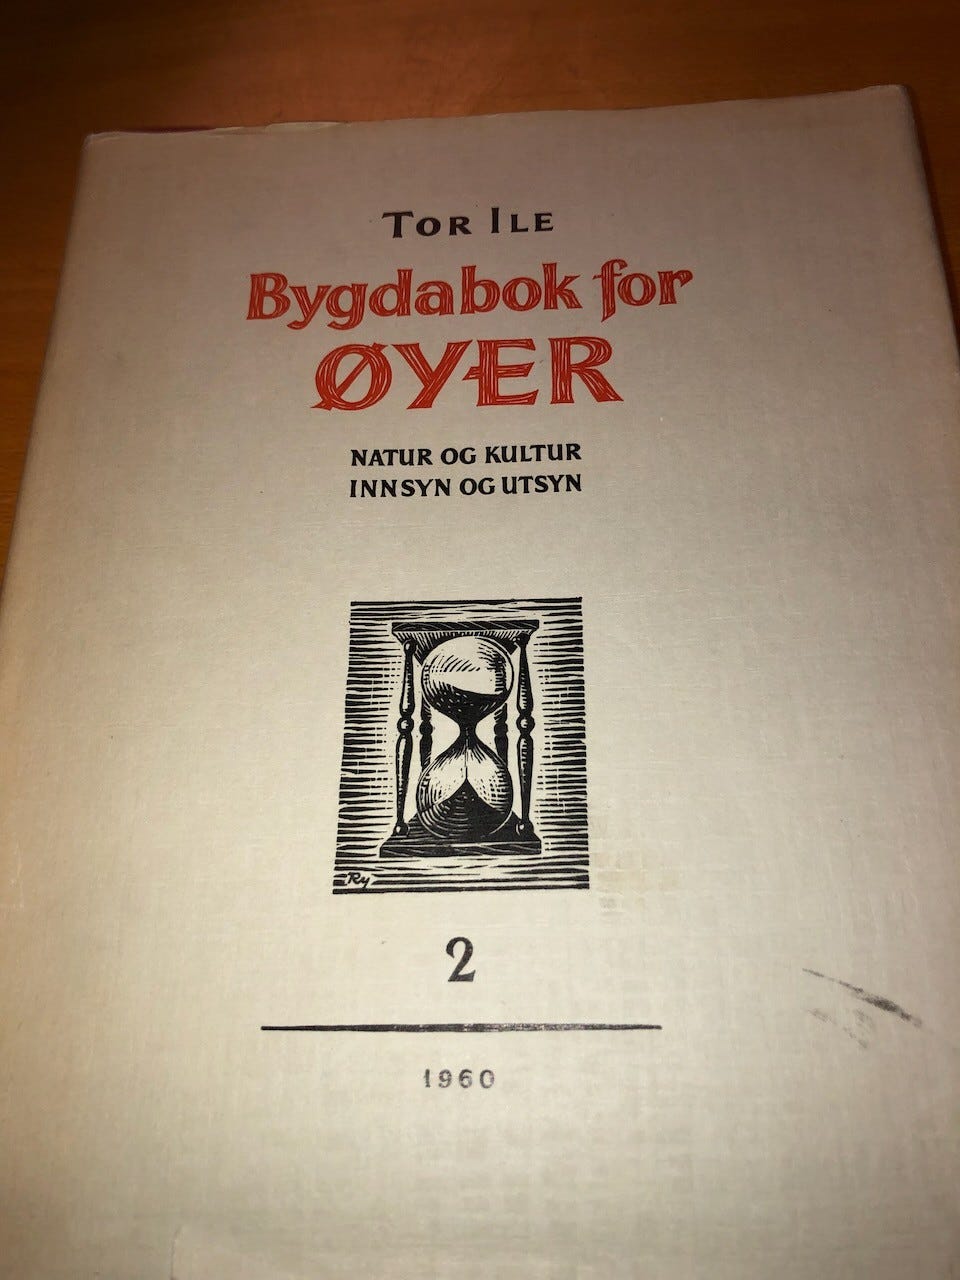 TOR ILE
Bygdabok for
ØYER
NATUR OG KULTUR
INNSYN OG UTSYN
Ry
2
1960